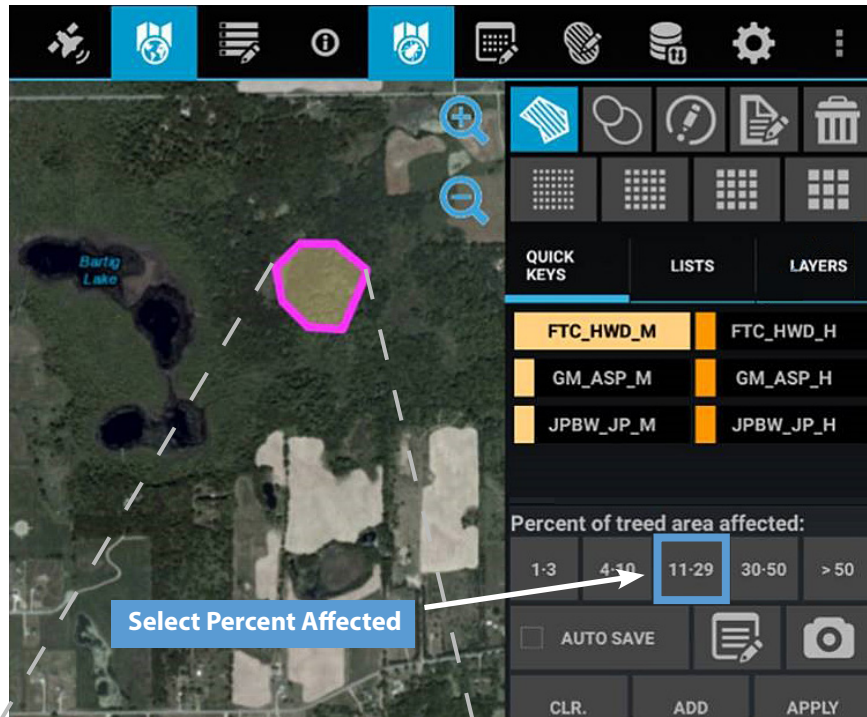 Bartig
Lake
QUICK
KEYS
LISTS
LAYERS
FTC_HWD_M
FTC_HWD_H
GM_ASP_M
GM_ASP_H
JPBW_JP_M
JPBW_JP_H
Percent of treed area affected:
1-3
4-10
11-29
30-50
> 50
Select Percent Affected
AUTO SAVE
CLR.
ADD
APPLY